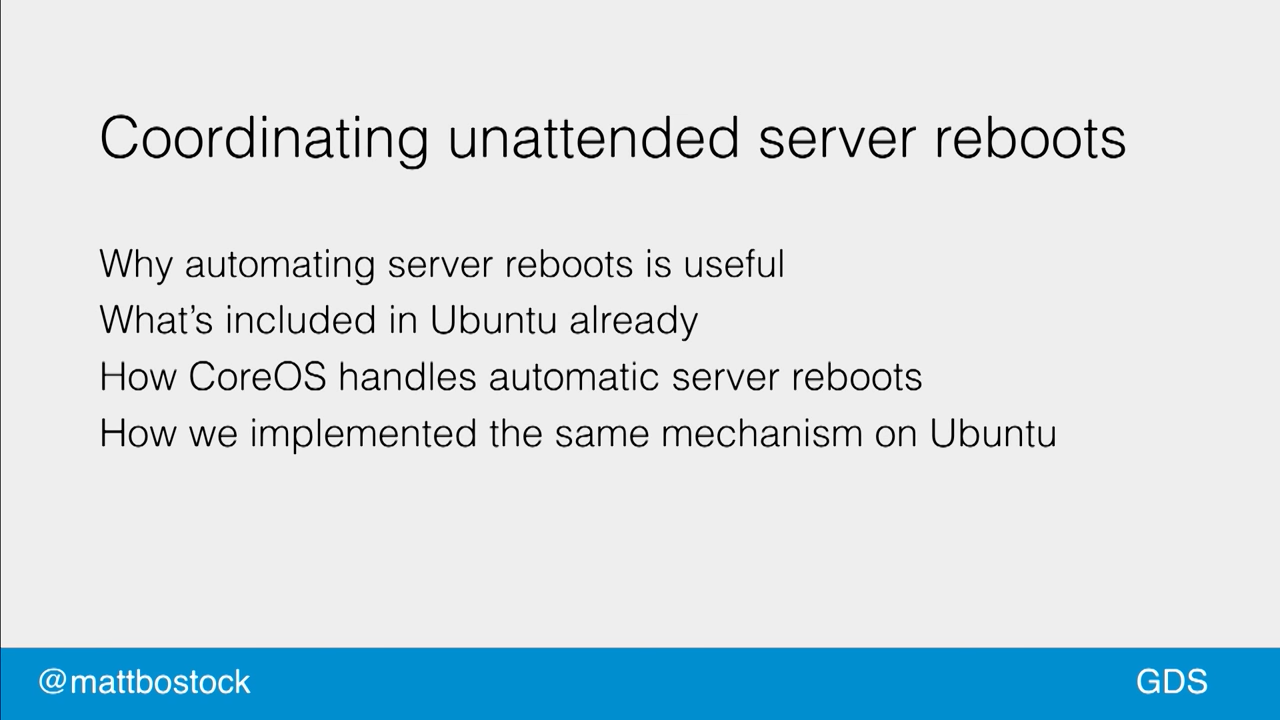 Coordinating unattended server reboots
Why automating server reboots is useful
What’s included in Ubuntu already
How CoreOS handles automatic server reboots
How we implemented the same mechanism on Ubuntu
@mattbostock
GDS